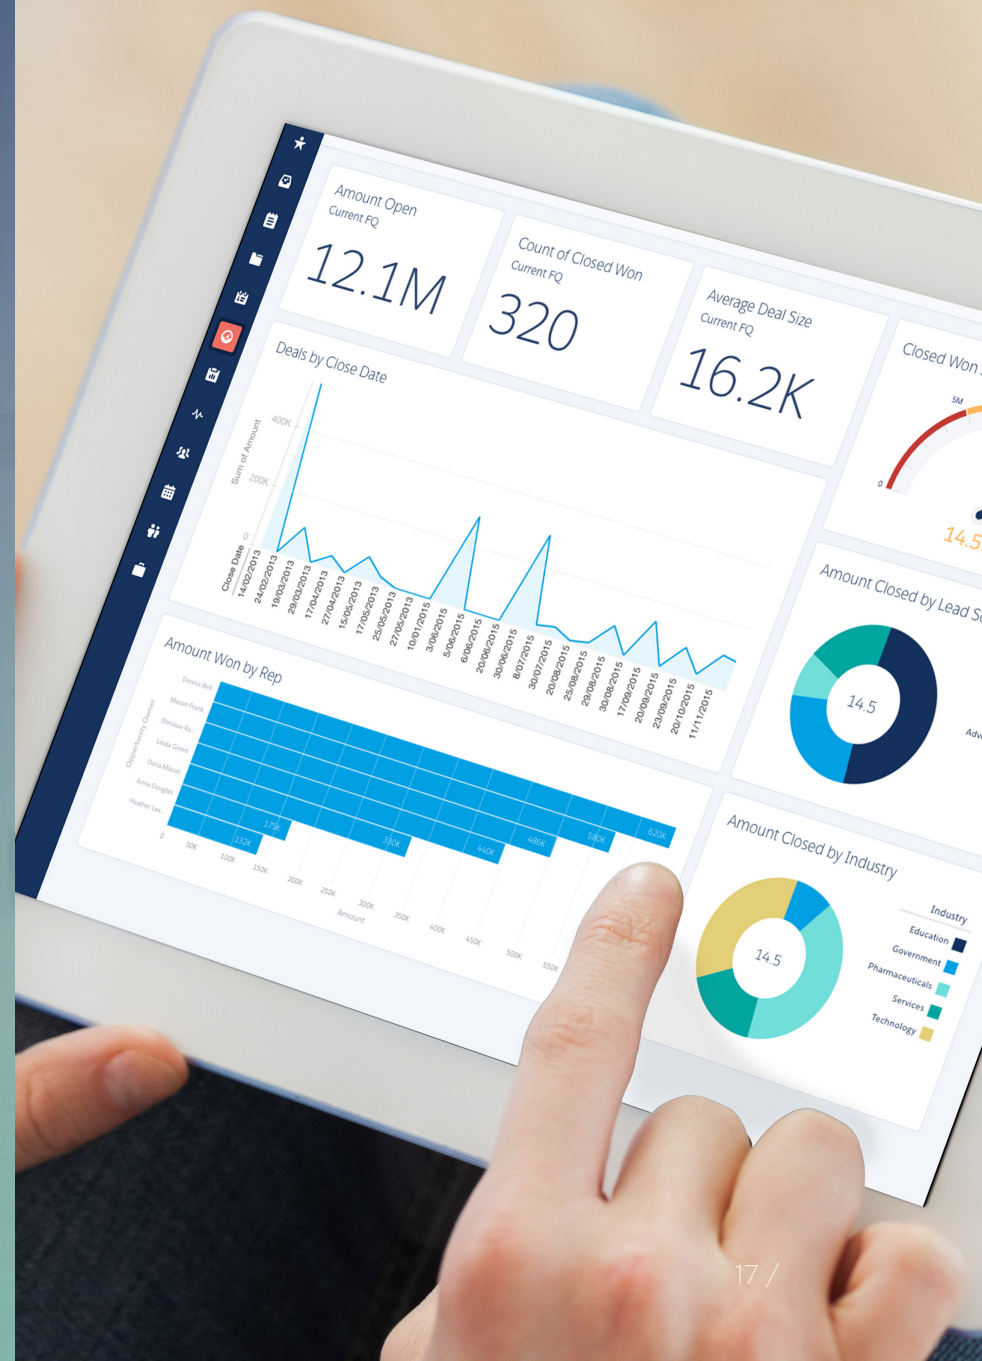 Amount Open
Current FQ
12.1M
Count of Closed Won
Current FQ
320
Average Deal Size
Current FQ
16.2K
Closed Won
5M
0
14.5
Deals by Close Date
Sum of Amount
400K
200K
0
Close Date
14/02/2013
24/02/2013
19/03/2013
29/03/2013
17/04/2013
27/04/2013
15/05/2013
17/05/2013
25/05/2013
27/05/2013
10/01/2015
3/06/2015
5/06/2015
6/06/2015
20/06/2015
30/06/2015
8/07/2015
30/07/2015
20/08/2015
25/08/2015
29/08/2015
30/08/2015
17/09/2015
20/09/2015
23/09/2015
20/10/2015
11/11/2015
Amount Closed by Lead So
14.5
Adv
Amount Won by Rep
Opportunity Owner
Dennis Bell
Mason Frank
Winslow Ro...
Linda Green
Dana Mason
Anna Douglas
Heather Lee...
620K
580K
486K
440K
330K
175K
132K
0
50K
100K
150K
200K
250K
300K
350K
400K
450K
500K
550K
Amount
Amount Closed by Industry
14.5
Industry
Education
Government
Pharmaceuticals
Services
Technology
17 /